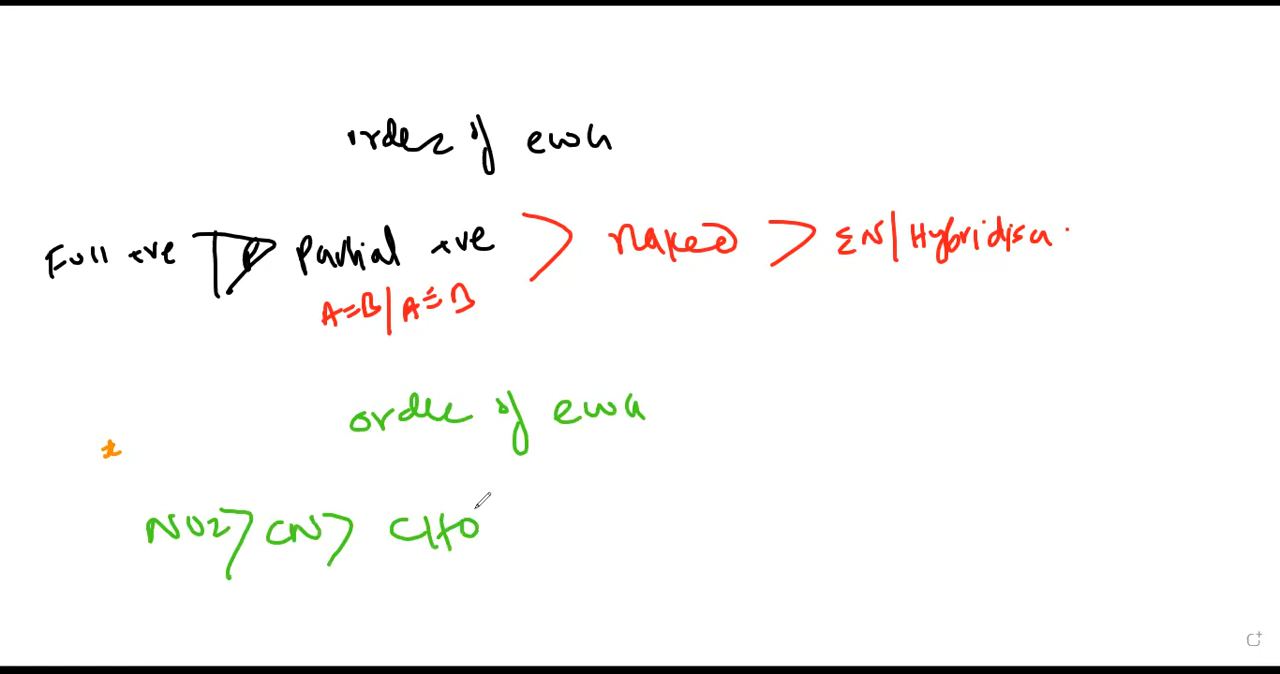 order of ewg
Full +ve > Partial +ve > Naked > EN/Hybridisa.
A=B/A≡B
order of ewg
*
NO2> CN> CHO